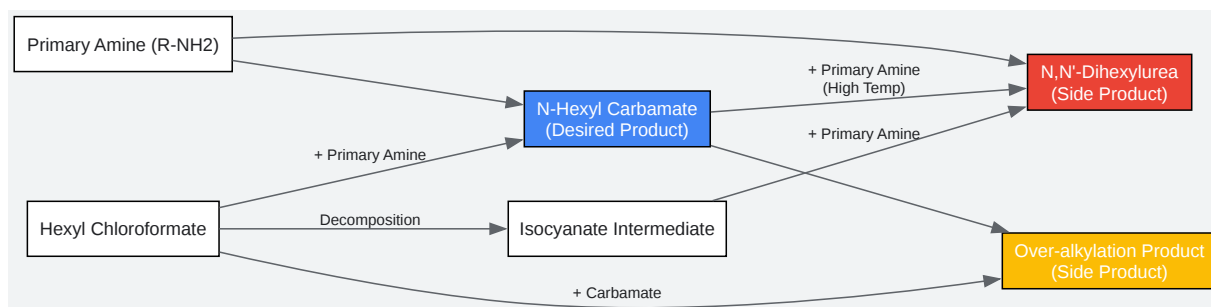 Primary Amine (R-NH2)
+ Primary Amine
(High Temp)
N,N'-Dihexylurea
(Side Product)
N-Hexyl Carbamate
(Desired Product)
+ Primary Amine
+ Primary Amine
Hexyl Chloroformate
Decomposition
Isocyanate Intermediate
Over-alkylation Product
(Side Product)
+ Carbamate